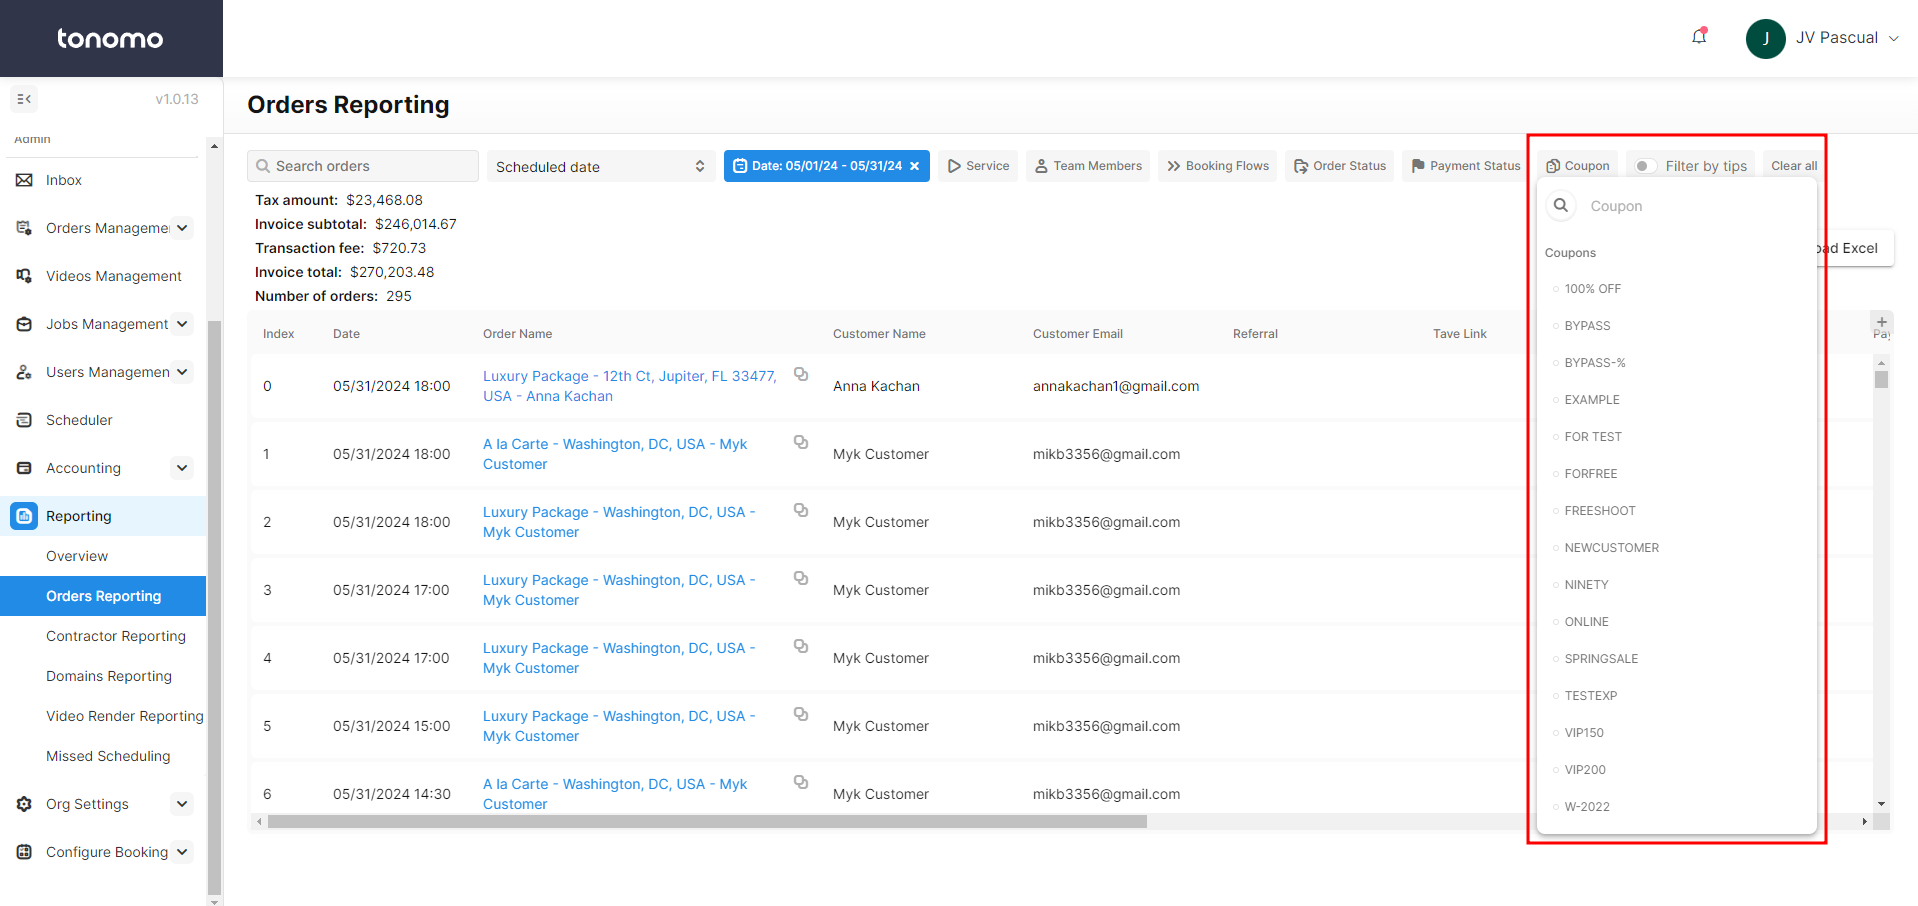 tonomo
JV Pascual
J
v1.0.13
Admin
Inbox
Orders Manageme
Videos Management
Jobs Management
Users Managemen
Scheduler
Accounting
Reporting
Overview
Orders Reporting
Contractor Reporting
Domains Reporting
Video Render Reporting
Missed Scheduling
Org Settings
Configure Booking
Orders Reporting
Search orders
Scheduled date
Date: 05/01/24 - 05/31/24
Service
Team Members
Booking Flows
Order Status
Payment Status
Coupon
Filter by tips
Clear all
Tax amount: $23,468.08
Invoice subtotal: $246,014.67
Transaction fee: $720.73
Invoice total: $270,203.48
Number of orders: 295
oad Excel
Index Date Order Name Customer Name Customer Email Referral Tave Link Pay
0 05/31/2024 18:00 Luxury Package - 12th Ct, Jupiter, FL 33477, Anna Kachan annakachan1@gmail.com
USA - Anna Kachan
1 05/31/2024 18:00 A la Carte - Washington, DC, USA - Myk Myk Customer mikb3356@gmail.com
Customer
2 05/31/2024 18:00 Luxury Package - Washington, DC, USA - Myk Customer mikb3356@gmail.com
Myk Customer
3 05/31/2024 17:00 Luxury Package - Washington, DC, USA - Myk Customer mikb3356@gmail.com
Myk Customer
4 05/31/2024 17:00 Luxury Package - Washington, DC, USA - Myk Customer mikb3356@gmail.com
Myk Customer
5 05/31/2024 15:00 Luxury Package - Washington, DC, USA - Myk Customer mikb3356@gmail.com
Myk Customer
6 05/31/2024 14:30 A la Carte - Washington, DC, USA - Myk Myk Customer mikb3356@gmail.com
Customer
Coupon
Coupons
100% OFF
BYPASS
BYPASS-%
EXAMPLE
FOR TEST
FORFREE
FREESHOOT
NEWCUSTOMER
NINETY
ONLINE
SPRINGSALE
TESTEXP
VIP150
VIP200
W-2022